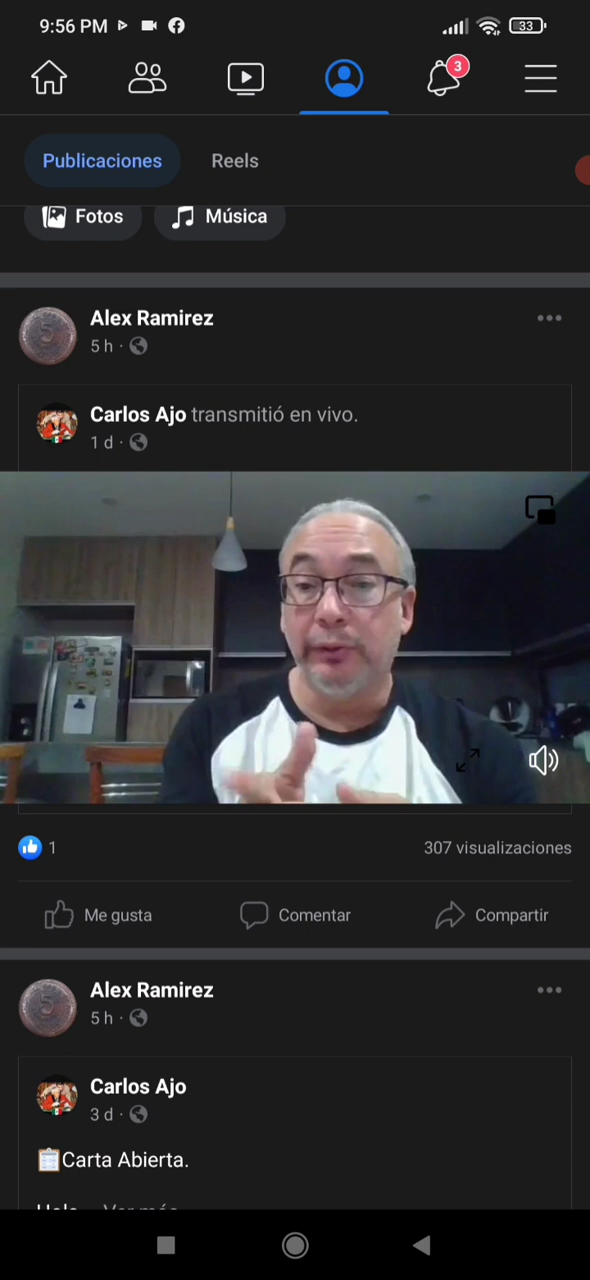 9:56 PM
33
3
Publicaciones
Reels
Fotos
Música
Alex Ramirez
5 h ·
Carlos Ajo transmitió en vivo.
1 d ·
1
307 visualizaciones
Me gusta
Comentar
Compartir
Alex Ramirez
5 h ·
Carlos Ajo
3 d ·
Carta Abierta.